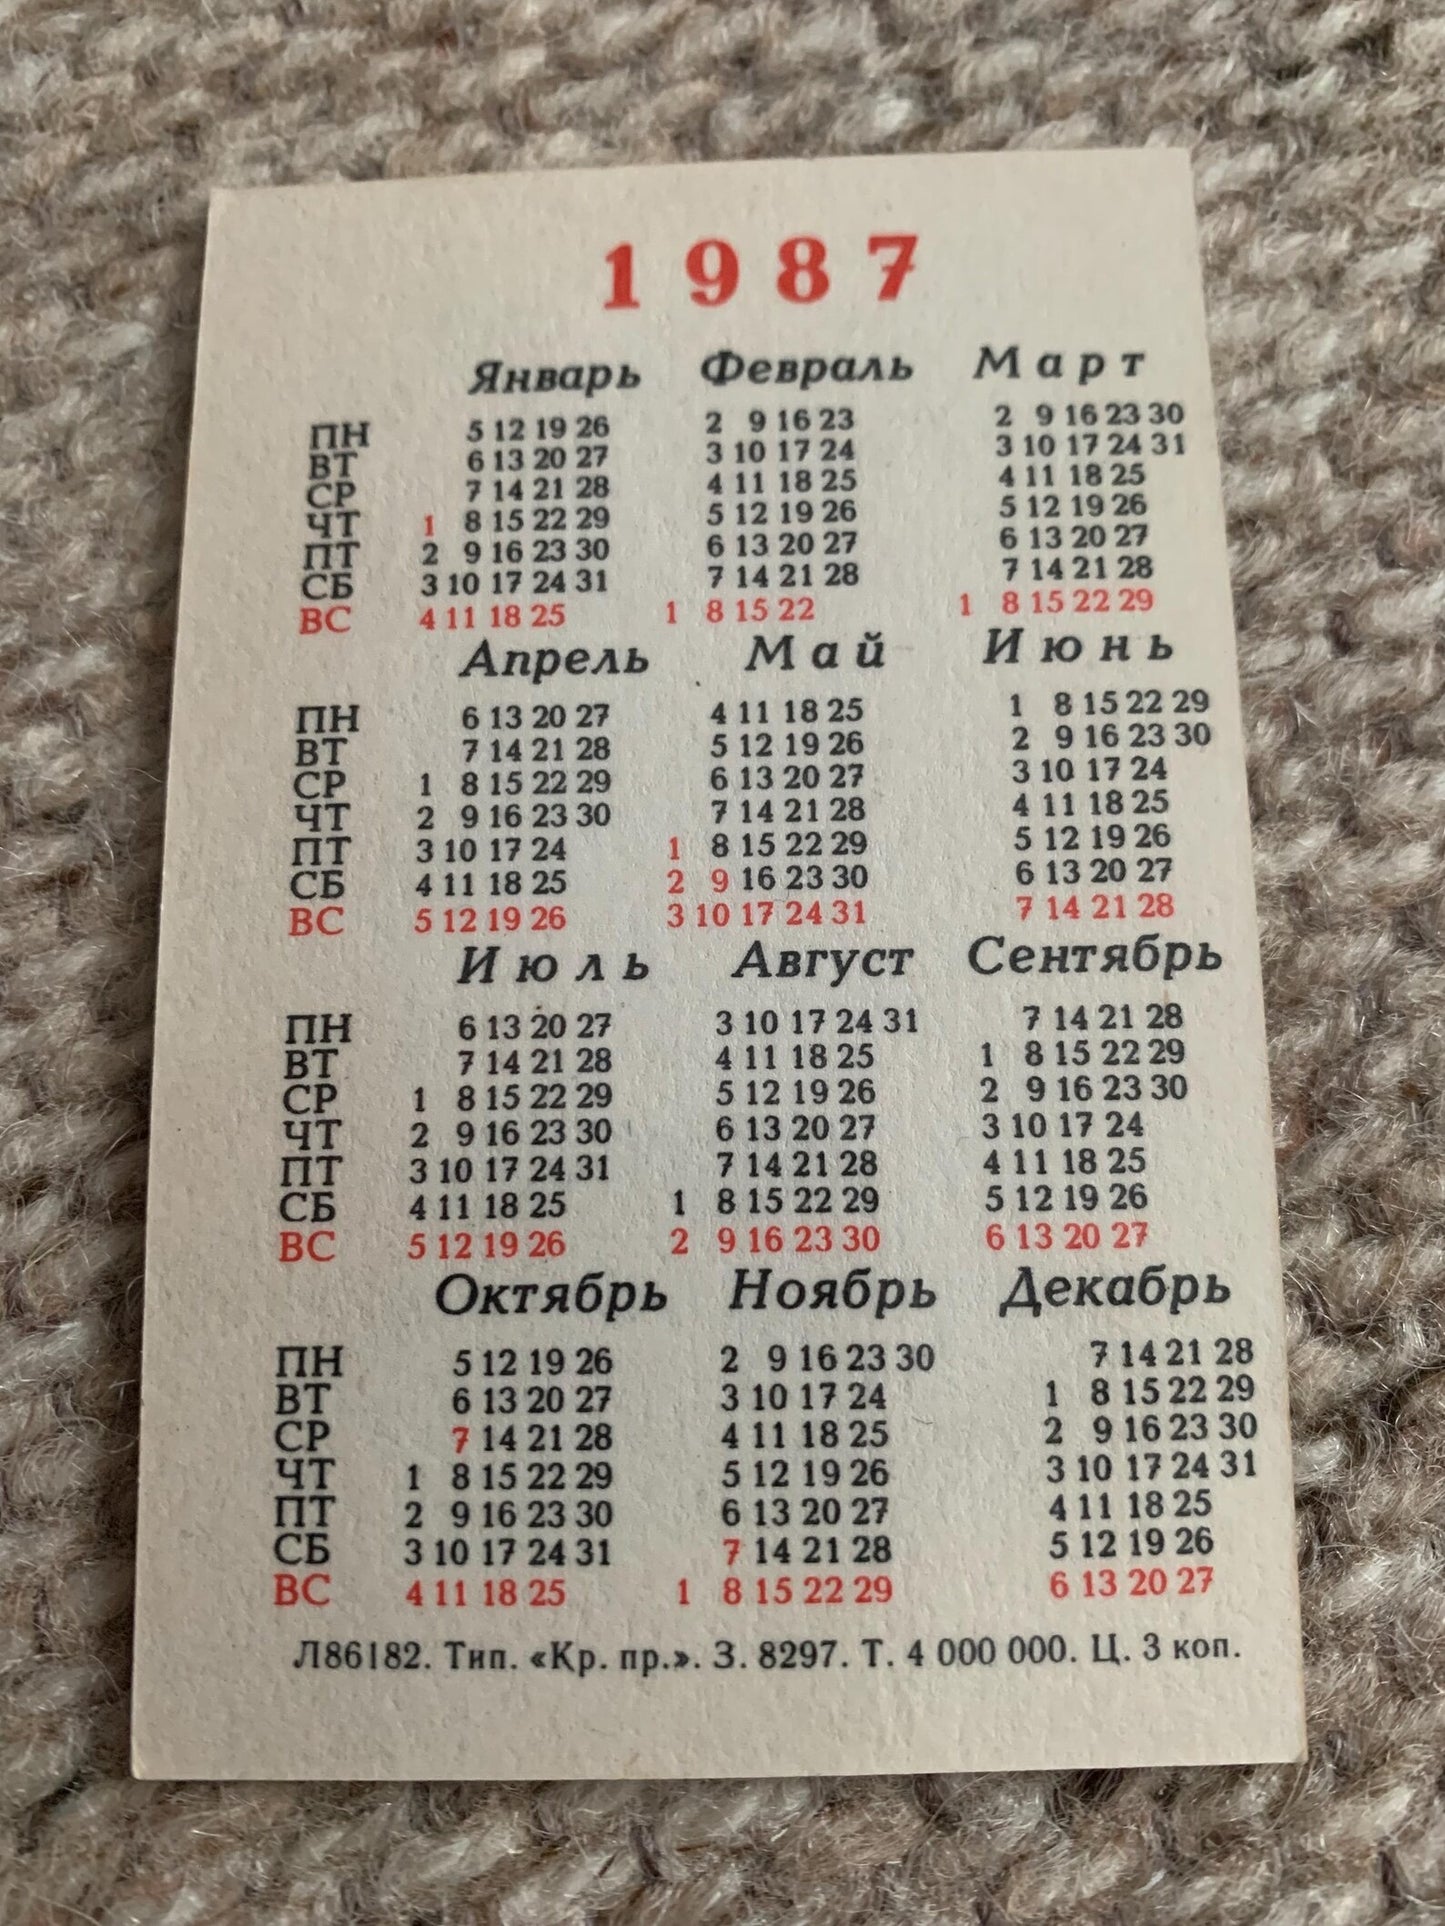 1987
Январь Февраль Март
ПН 5 12 19 26 2 9 16 23 2 9 16 23 30
ВТ 6 13 20 27 3 10 17 24 3 10 17 24 31
СР 7 14 21 28 4 11 18 25 4 11 18 25
ЧТ 1 8 15 22 29 5 12 19 26 5 12 19 26
ПТ 2 9 16 23 30 6 13 20 27 6 13 20 27
СБ 3 10 17 24 31 7 14 21 28 7 14 21 28
ВС 4 11 18 25 1 8 15 22 1 8 15 22 29
Апрель Май Июнь
ПН 6 13 20 27 4 11 18 25 1 8 15 22 29
ВТ 7 14 21 28 5 12 19 26 2 9 16 23 30
СР 1 8 15 22 29 6 13 20 27 3 10 17 24
ЧТ 2 9 16 23 30 7 14 21 28 4 11 18 25
ПТ 3 10 17 24 1 8 15 22 29 5 12 19 26
СБ 4 11 18 25 2 9 16 23 30 6 13 20 27
ВС 5 12 19 26 3 10 17 24 31 7 14 21 28
Июль Август Сентябрь
ПН 6 13 20 27 3 10 17 24 31 7 14 21 28
ВТ 7 14 21 28 4 11 18 25 1 8 15 22 29
СР 1 8 15 22 29 5 12 19 26 2 9 16 23 30
ЧТ 2 9 16 23 30 6 13 20 27 3 10 17 24
ПТ 3 10 17 24 31 7 14 21 28 4 11 18 25
СБ 4 11 18 25 1 8 15 22 29 5 12 19 26
ВС 5 12 19 26 2 9 16 23 30 6 13 20 27
Октябрь Ноябрь Декабрь
ПН 5 12 19 26 2 9 16 23 30 7 14 21 28
ВТ 6 13 20 27 3 10 17 24 1 8 15 22 29
СР 7 14 21 28 4 11 18 25 2 9 16 23 30
ЧТ 1 8 15 22 29 5 12 19 26 3 10 17 24 31
ПТ 2 9 16 23 30 6 13 20 27 4 11 18 25
СБ 3 10 17 24 31 7 14 21 28 5 12 19 26
ВС 4 11 18 25 1 8 15 22 29 6 13 20 27
Л86182. Тип. «Кр. пр.». З. 8297. Т. 4 000 000. Ц. 3 коп.